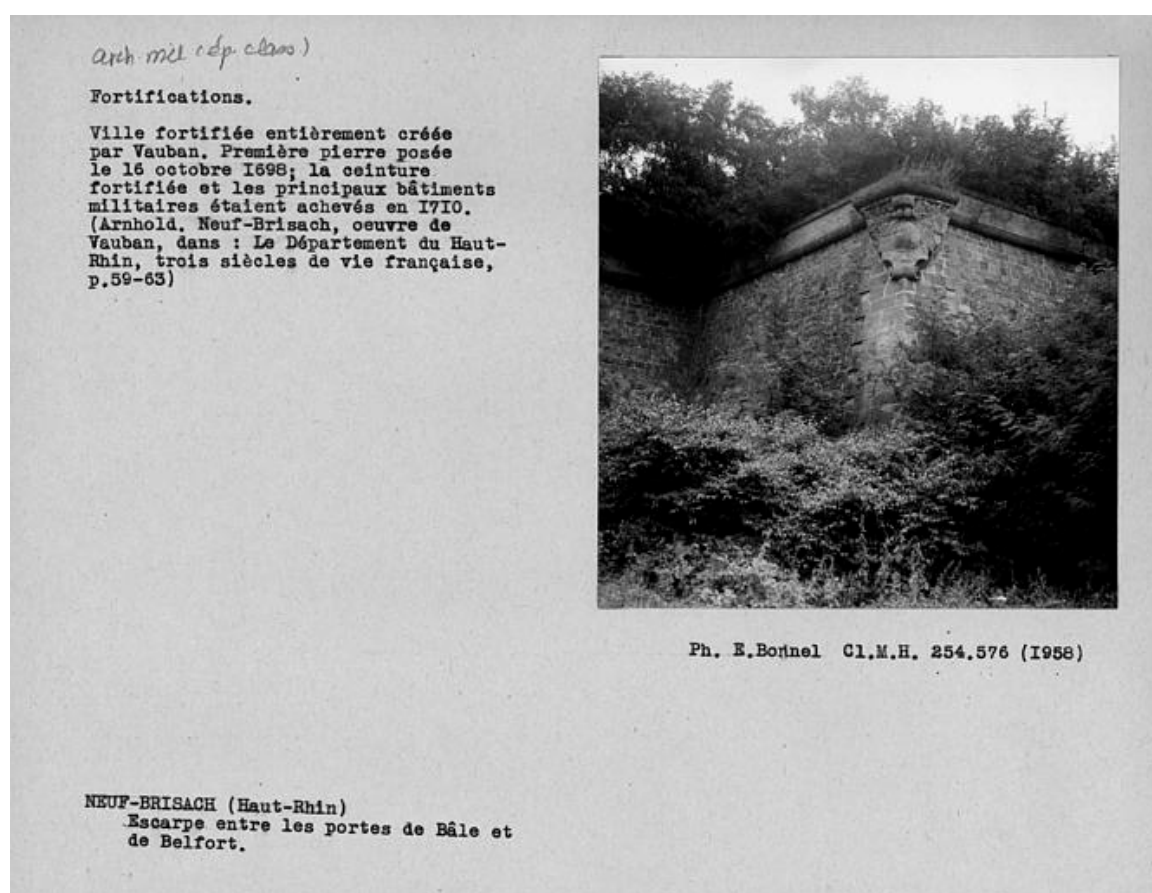 arch. mil (dép. class)
Fortifications.
Ville fortifiée entièrement créée
par Vauban. Première pierre posée
le 16 octobre I698; la ceinture
fortifiée et les principaux bâtiments
militaires étaient achevés en I7I0.
(Arnhold. Neuf-Brisach, oeuvre de
Vauban, dans : Le Département du Haut-
Rhin, trois siècles de vie française,
p.59-63)
Ph. E.Bonnel Cl.M.H. 254.576 (I958)
NEUF-BRISACH (Haut-Rhin)
Escarpe entre les portes de Bâle et
de Belfort.